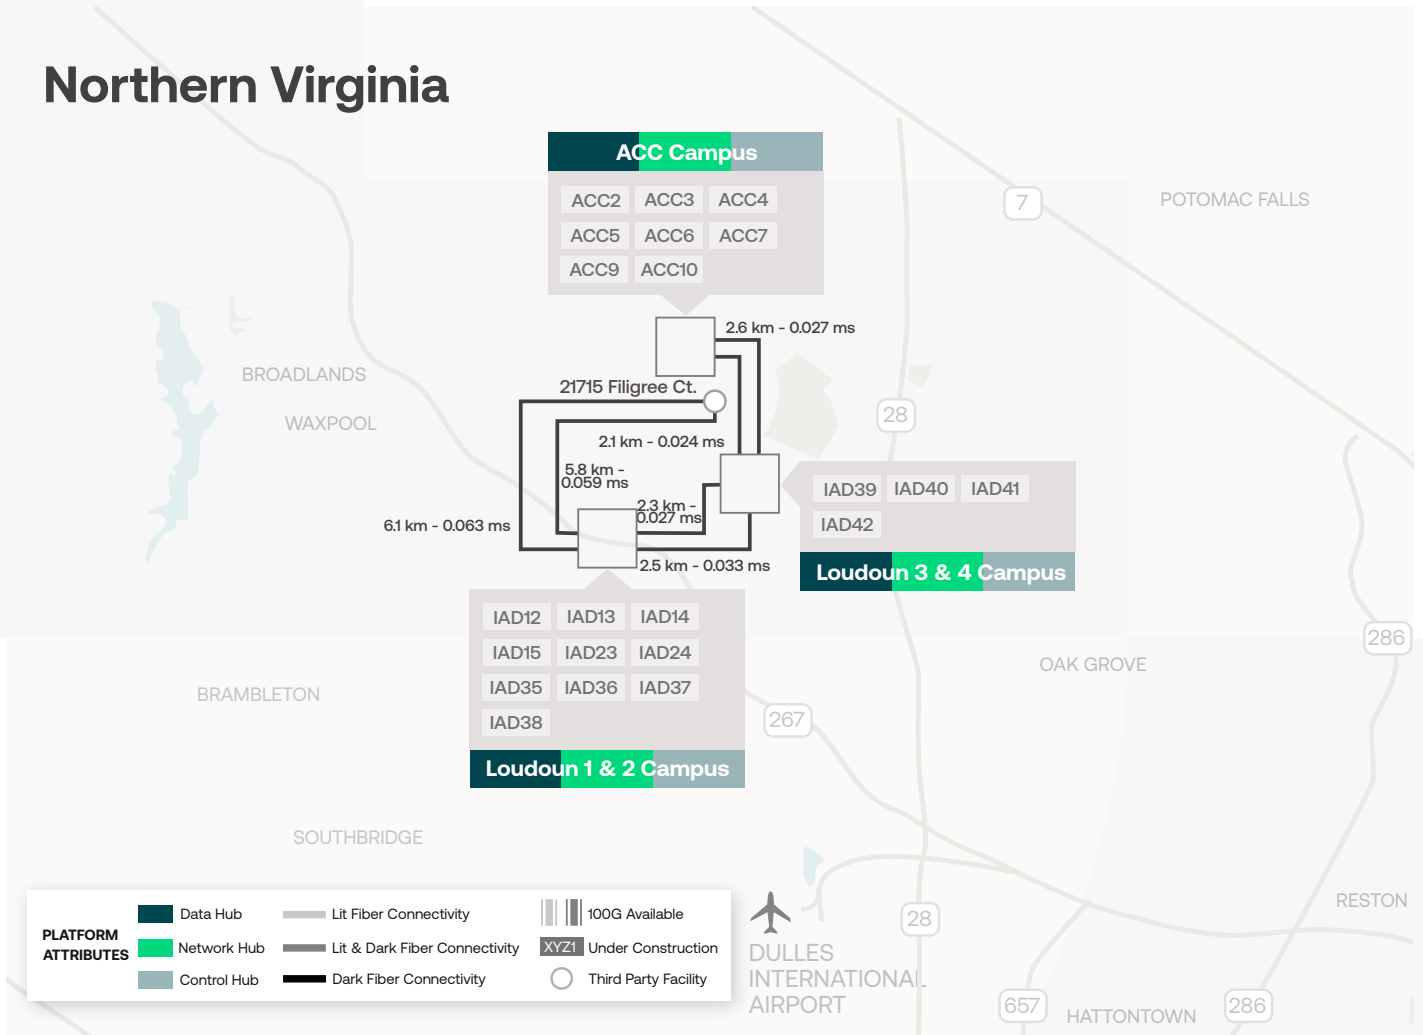 Northern Virginia
ACC Campus
ACC2 ACC3 ACC4
ACC5 ACC6 ACC7
ACC9 ACC10
7
POTOMAC FALLS
2.6 km - 0.027 ms
BROADLANDS
21715 Filigree Ct.
WAXPOOL
28
2.1 km - 0.024 ms
5.8 km -
0.059 ms
2.3 km -
0.027 ms
6.1 km - 0.063 ms
2.5 km - 0.033 ms
IAD39 IAD40 IAD41
IAD42
Loudoun 3 & 4 Campus
IAD12 IAD13 IAD14
IAD15 IAD23 IAD24
IAD35 IAD36 IAD37
IAD38
Loudoun 1 & 2 Campus
286
OAK GROVE
BRAMBLETON
267
SOUTHBRIDGE
RESTON
28
DULLES
INTERNATIONAL
AIRPORT
657
HATTONTOWN
286
PLATFORM
ATTRIBUTES
Data Hub
Network Hub
Control Hub
Lit Fiber Connectivity
Lit & Dark Fiber Connectivity
Dark Fiber Connectivity
100G Available
XYZ1 Under Construction
Third Party Facility